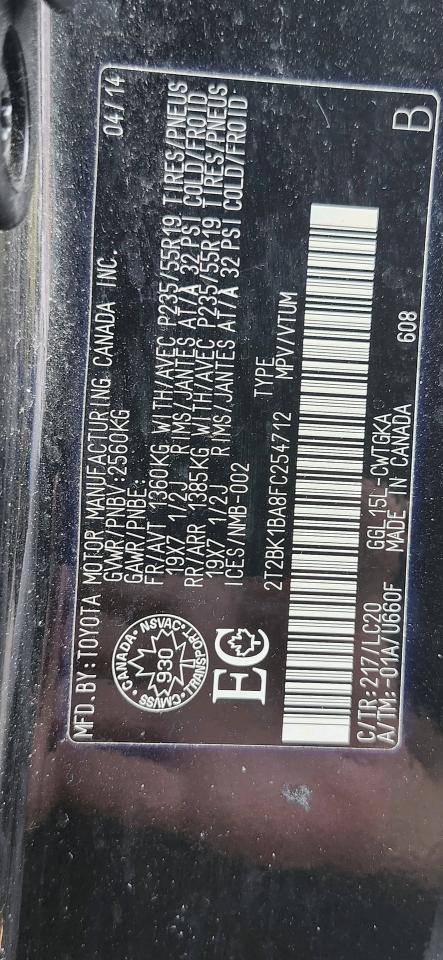 MFD. BY: TOYOTA MOTOR MANUFACTURING CANADA INC. 04/14
GVWR/PNBV: 2560KG
GAWR/PNBE:
FR/AVT 1360KG WITH/AVEC P235/55R19 TIRES/PNEUS
19X7 1/2J RIMS/JANTES AT/A 32 PSI COLD/FROID
RR/ARR 1385KG WITH/AVEC P235/55R19 TIRES/PNEUS
19X7 1/2J RIMS/JANTES AT/A 32 PSI COLD/FROID
ICES/NMB-002
CANADA • NSVAC • TRANSPORT • CMVSS
930
EC
TYPE
2T2BK1BA8FC254712 MPV/VTUM
C/TR: 217/LC20 GGL15L-CWTGKA
A/TM: -01A/U660F MADE IN CANADA 608
B